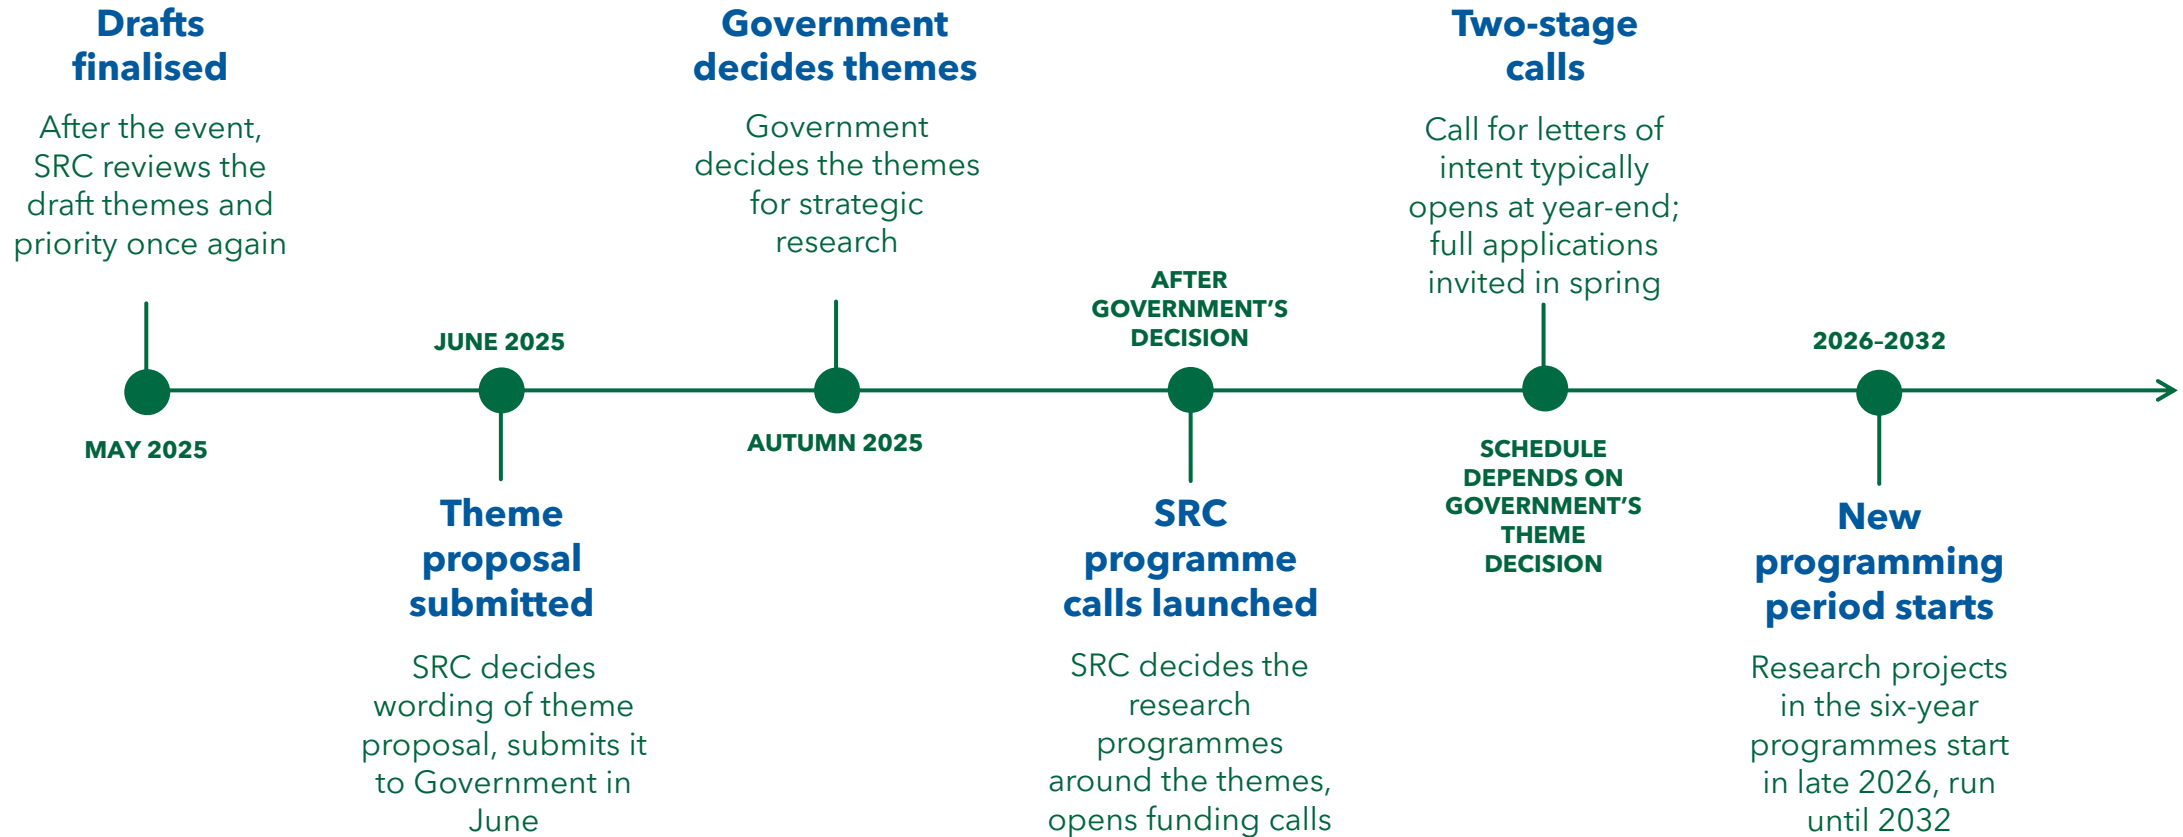 Drafts
finalised
After the event,
SRC reviews the
draft themes and
priority once again
MAY 2025
JUNE 2025
Theme
proposal
submitted
SRC decides
wording of theme
proposal, submits it
to Government in
June
Government
decides themes
Government
decides the themes
for strategic
research
AUTUMN 2025
AFTER
GOVERNMENT'S
DECISION
SRC
programme
calls launched
SRC decides the
research
programmes
around the themes,
opens funding calls
Two-stage
calls
Call for letters of
intent typically
opens at year-end;
full applications
invited in spring
SCHEDULE
DEPENDS ON
GOVERNMENT'S
THEME
DECISION
2026–2032
New
programming
period starts
Research projects
in the six-year
programmes start
in late 2026, run
until 2032